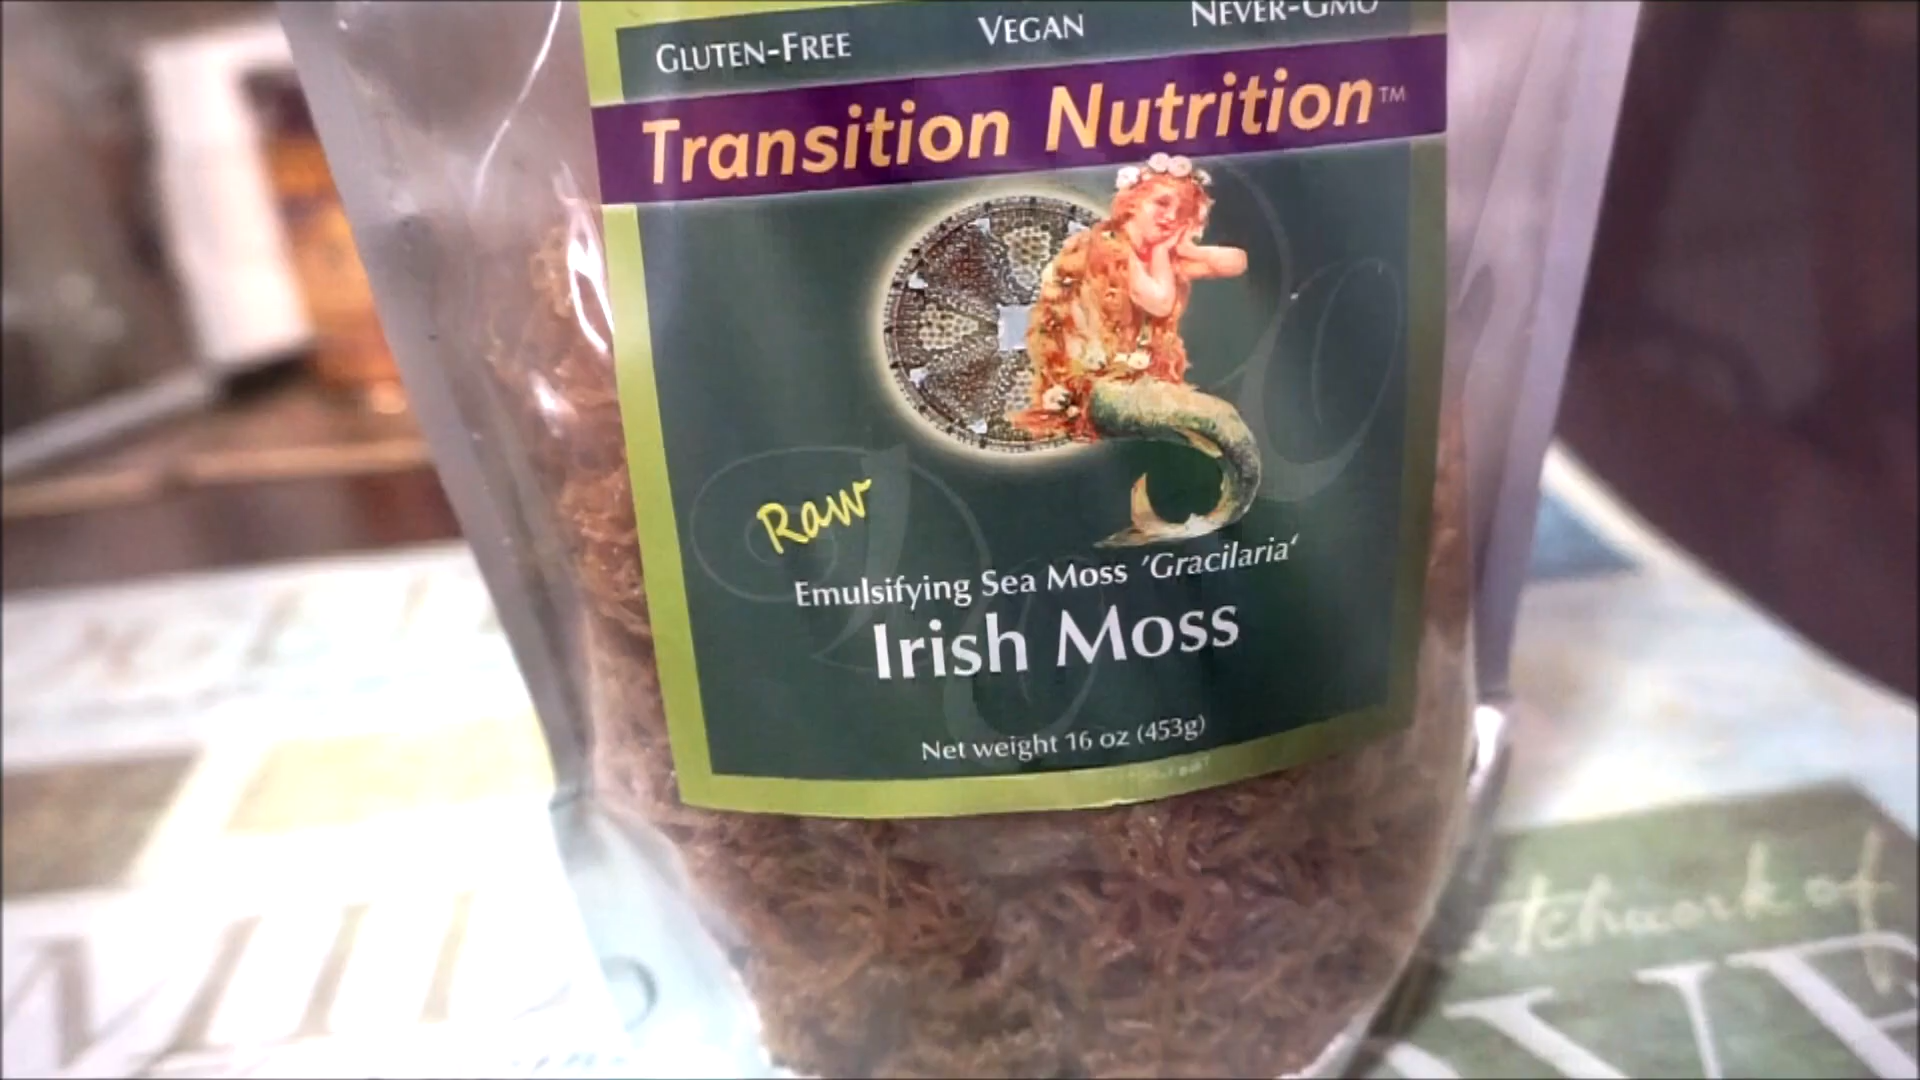 GLUTEN-FREE VEGAN NEVER-GMO
Transition Nutrition™
Raw
Emulsifying Sea Moss 'Gracilaria'
Irish Moss
Net weight 16 oz (453g)
of